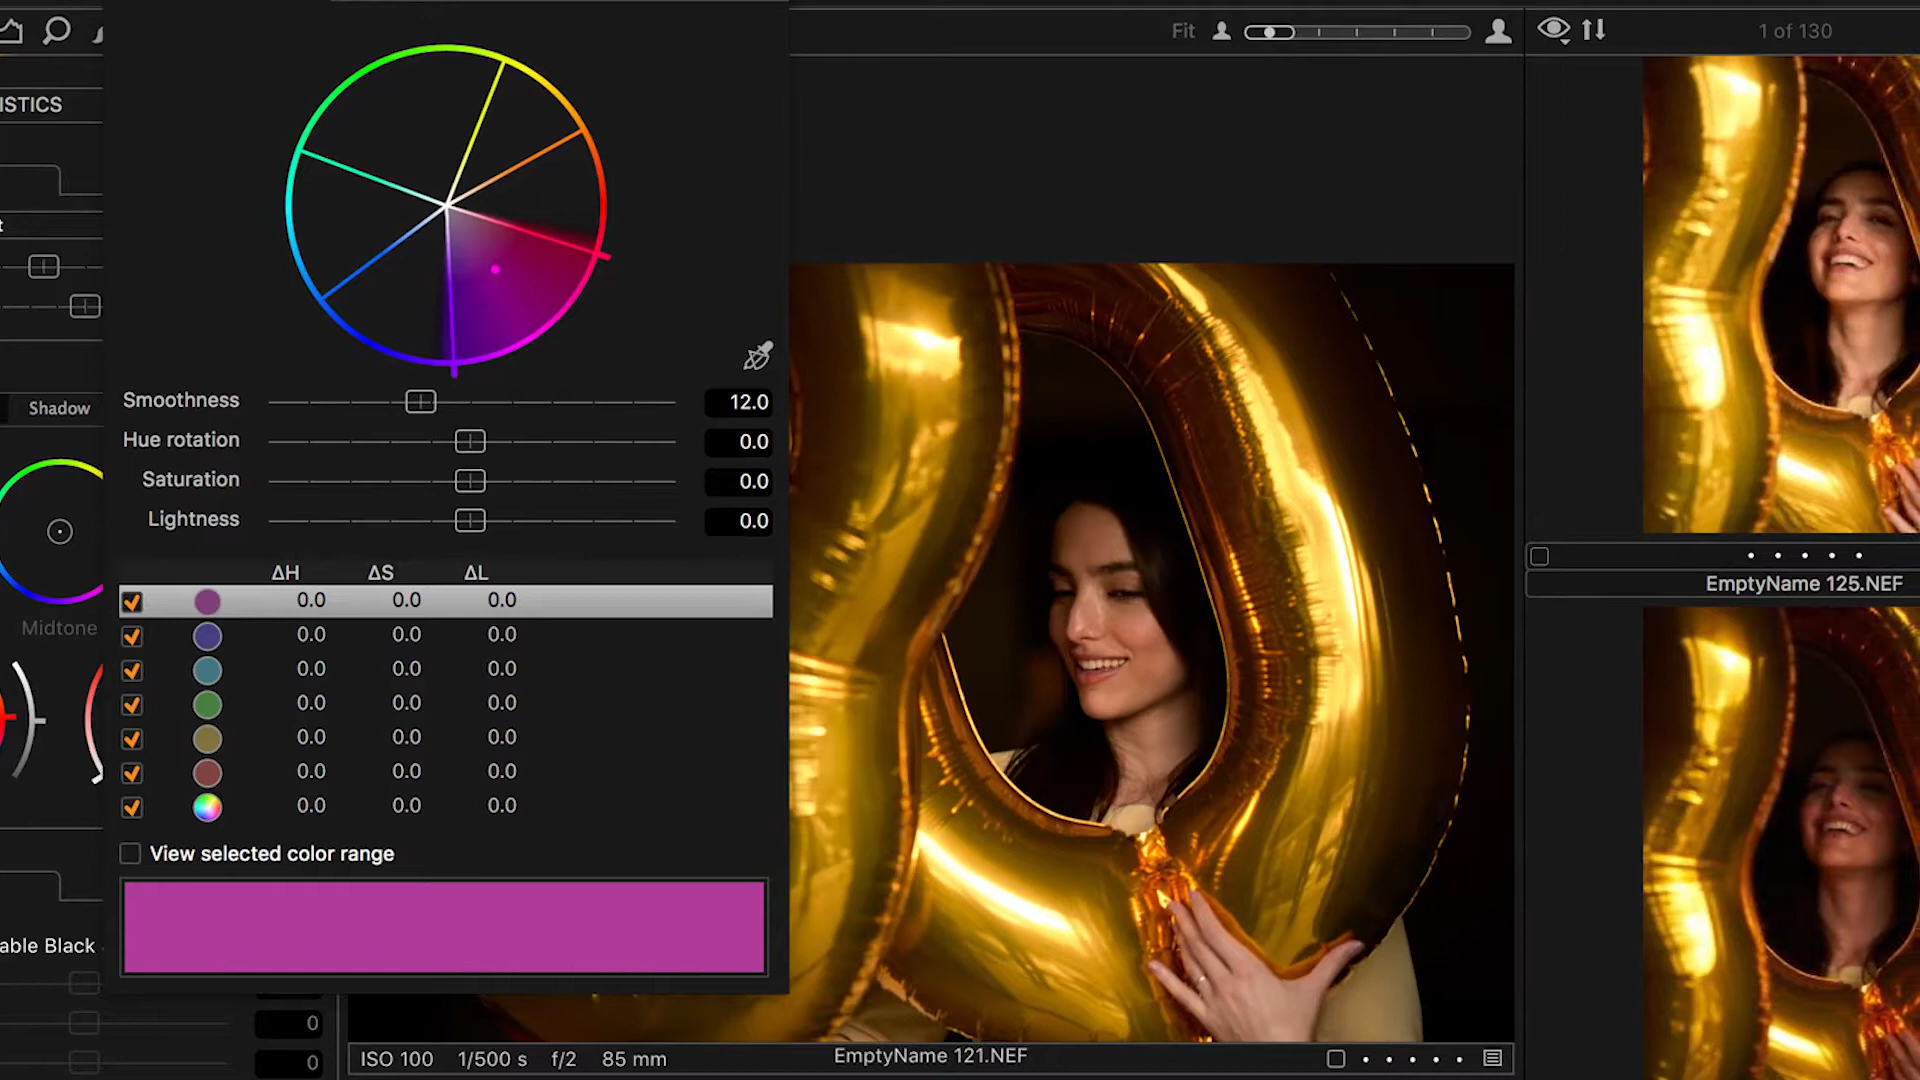 Fit
1 of 130
ISTICS
t
Shadow
Midtone
able Black
0
0
Smoothness 12.0
Hue rotation 0.0
Saturation 0.0
Lightness 0.0
ΔH ΔS ΔL
0.0 0.0 0.0
0.0 0.0 0.0
0.0 0.0 0.0
0.0 0.0 0.0
0.0 0.0 0.0
0.0 0.0 0.0
0.0 0.0 0.0
View selected color range
ISO 100 1/500 s f/2 85 mm
EmptyName 121.NEF
EmptyName 125.NEF